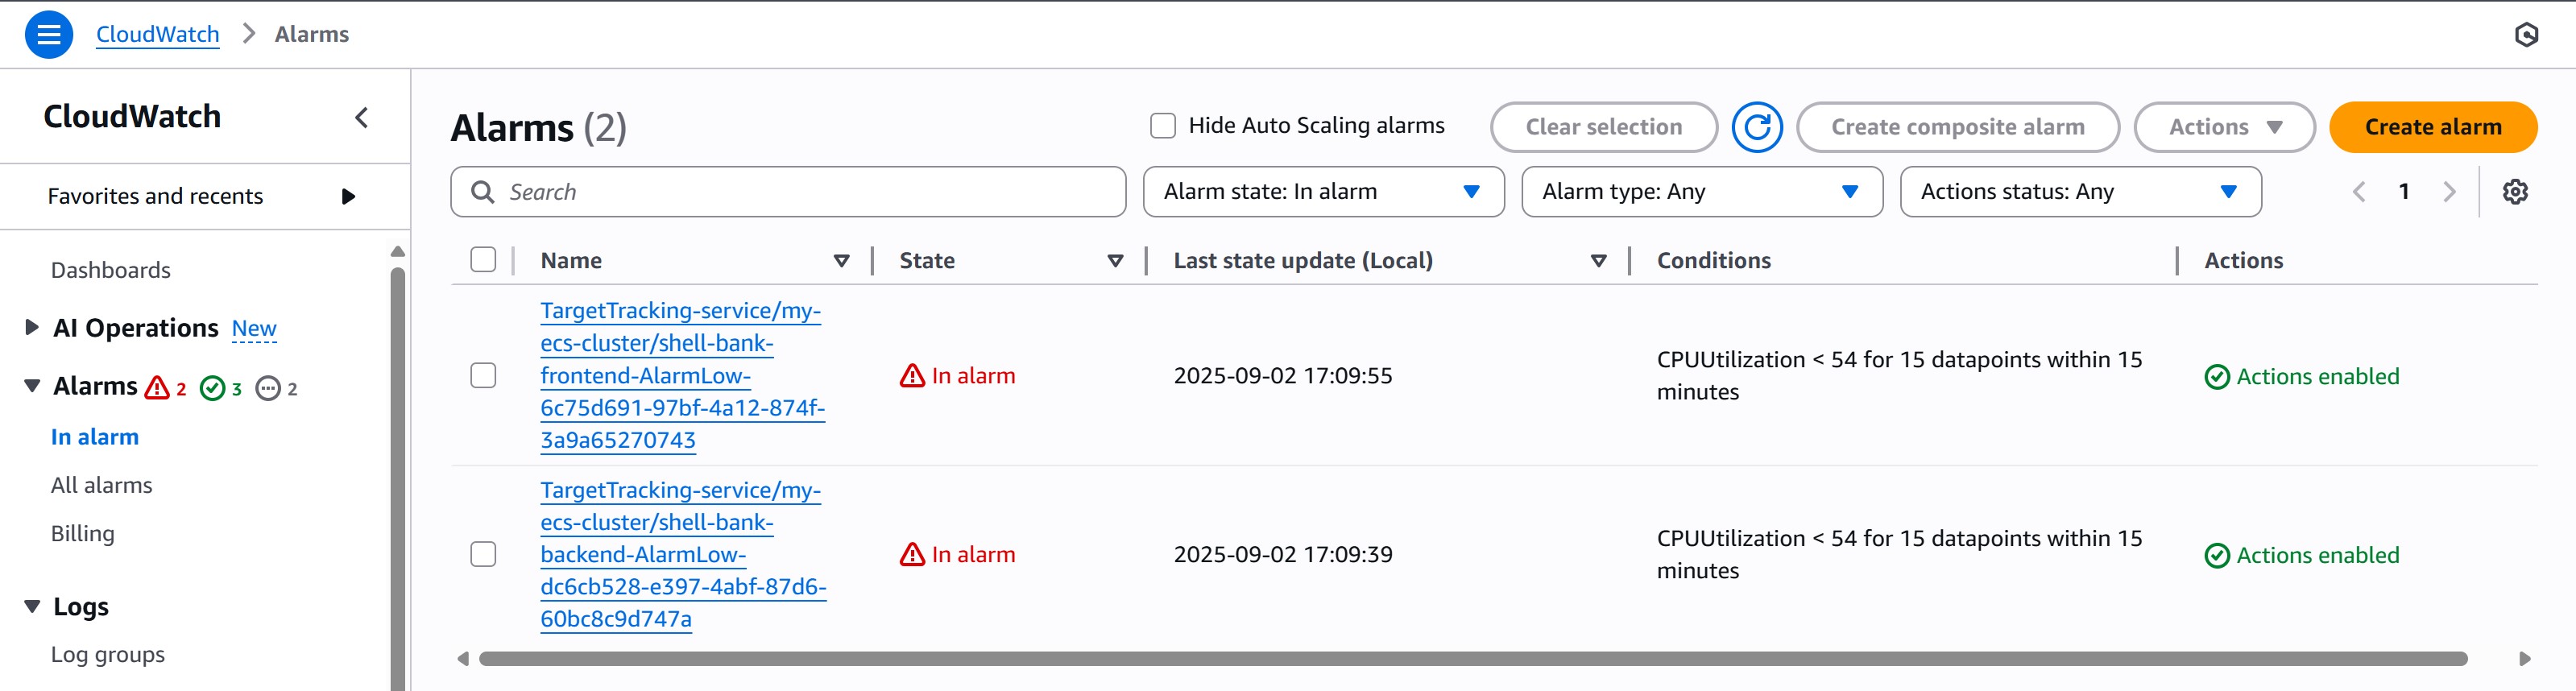 CloudWatch > Alarms
CloudWatch
Favorites and recents
Dashboards
AI Operations New
Alarms 2 3 2
In alarm
All alarms
Billing
Logs
Log groups
Alarms (2)
Hide Auto Scaling alarms
Clear selection
Create composite alarm
Actions
Create alarm
Search
Alarm state: In alarm
Alarm type: Any
Actions status: Any
1
Name State Last state update (Local) Conditions Actions
TargetTracking-service/my-
ecs-cluster/shell-bank-
frontend-AlarmLow-
6c75d691-97bf-4a12-874f-
3a9a65270743
In alarm
2025-09-02 17:09:55
CPUUtilization < 54 for 15 datapoints within 15
minutes
Actions enabled
TargetTracking-service/my-
ecs-cluster/shell-bank-
backend-AlarmLow-
dc6cb528-e397-4abf-87d6-
60bc8c9d747a
In alarm
2025-09-02 17:09:39
CPUUtilization < 54 for 15 datapoints within 15
minutes
Actions enabled